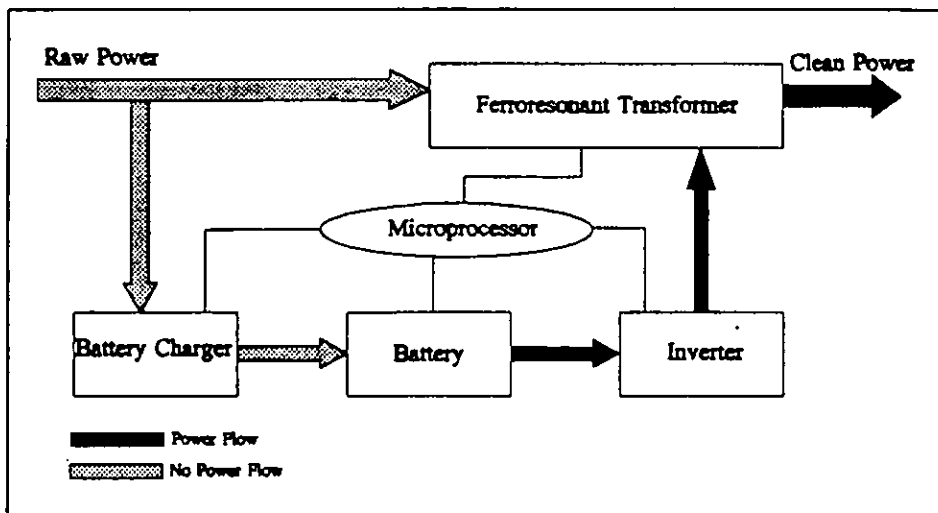 Raw Power
Clean Power
Ferroresonant Transformer
Microprocessor
Battery Charger
Battery
Inverter
Power Flow
No Power Flow